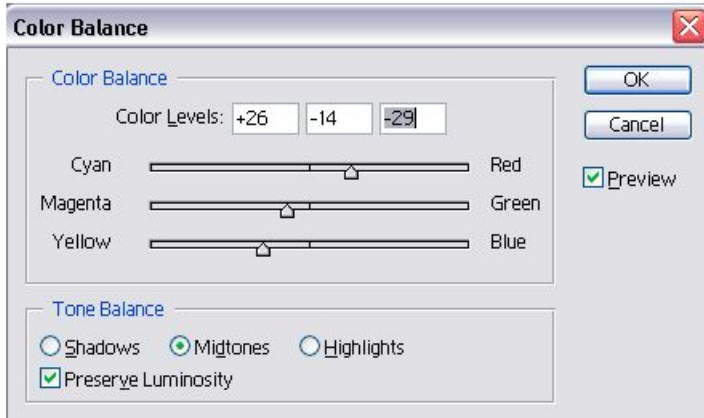 Color Balance
Color Balance
OK
Color Levels: +26 -14 -29
Cancel
Cyan Red
Preview
Magenta Green
Yellow Blue
Tone Balance
Shadows Midtones Highlights
Preserve Luminosity